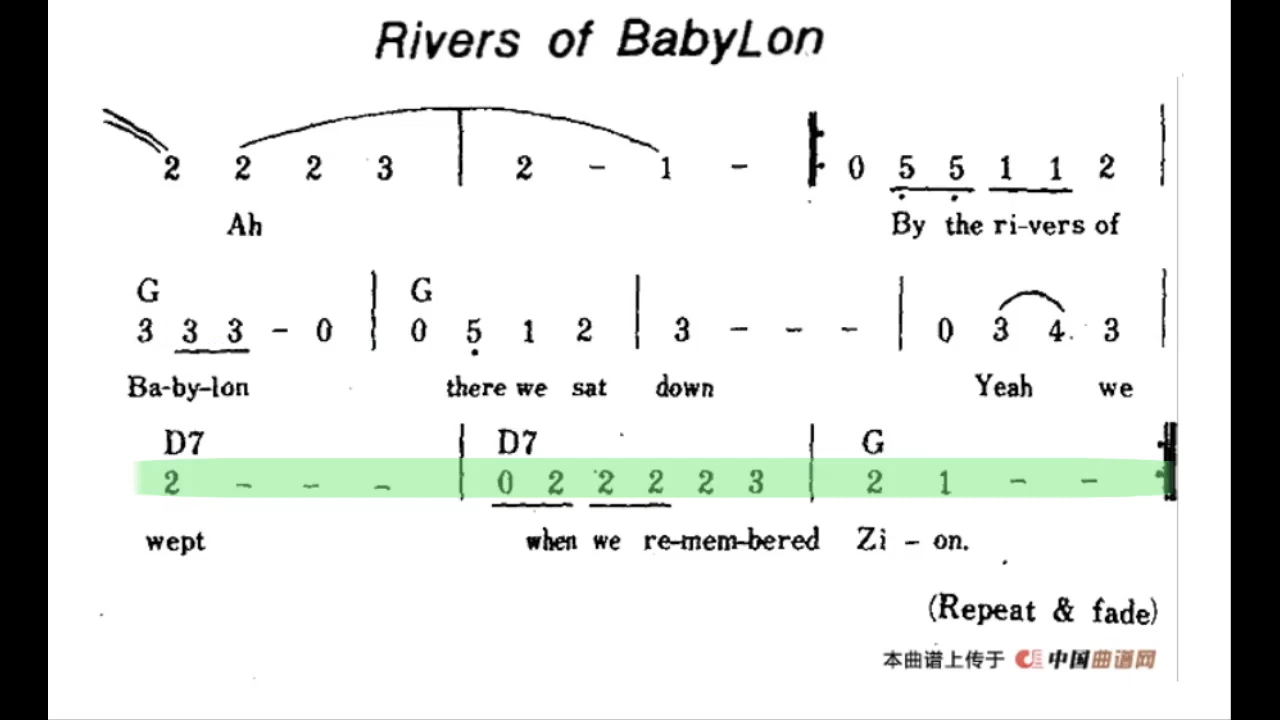 Rivers of BabyLon
2 2 2 3 | 2 - 1 - 0 5 5 1 1 2 |
Ah By the ri-vers of
G G
3 3 3 - 0 | 0 5 1 2 | 3 - - - | 0 3 4 3 |
Ba-by-lon there we sat down Yeah we
D7 D7 G
2 - - - | 0 2 2 2 2 3 | 2 1 - -
wept when we re-mem-bered Zi - on.
(Repeat & fade)
本曲谱上传于 中国曲谱网